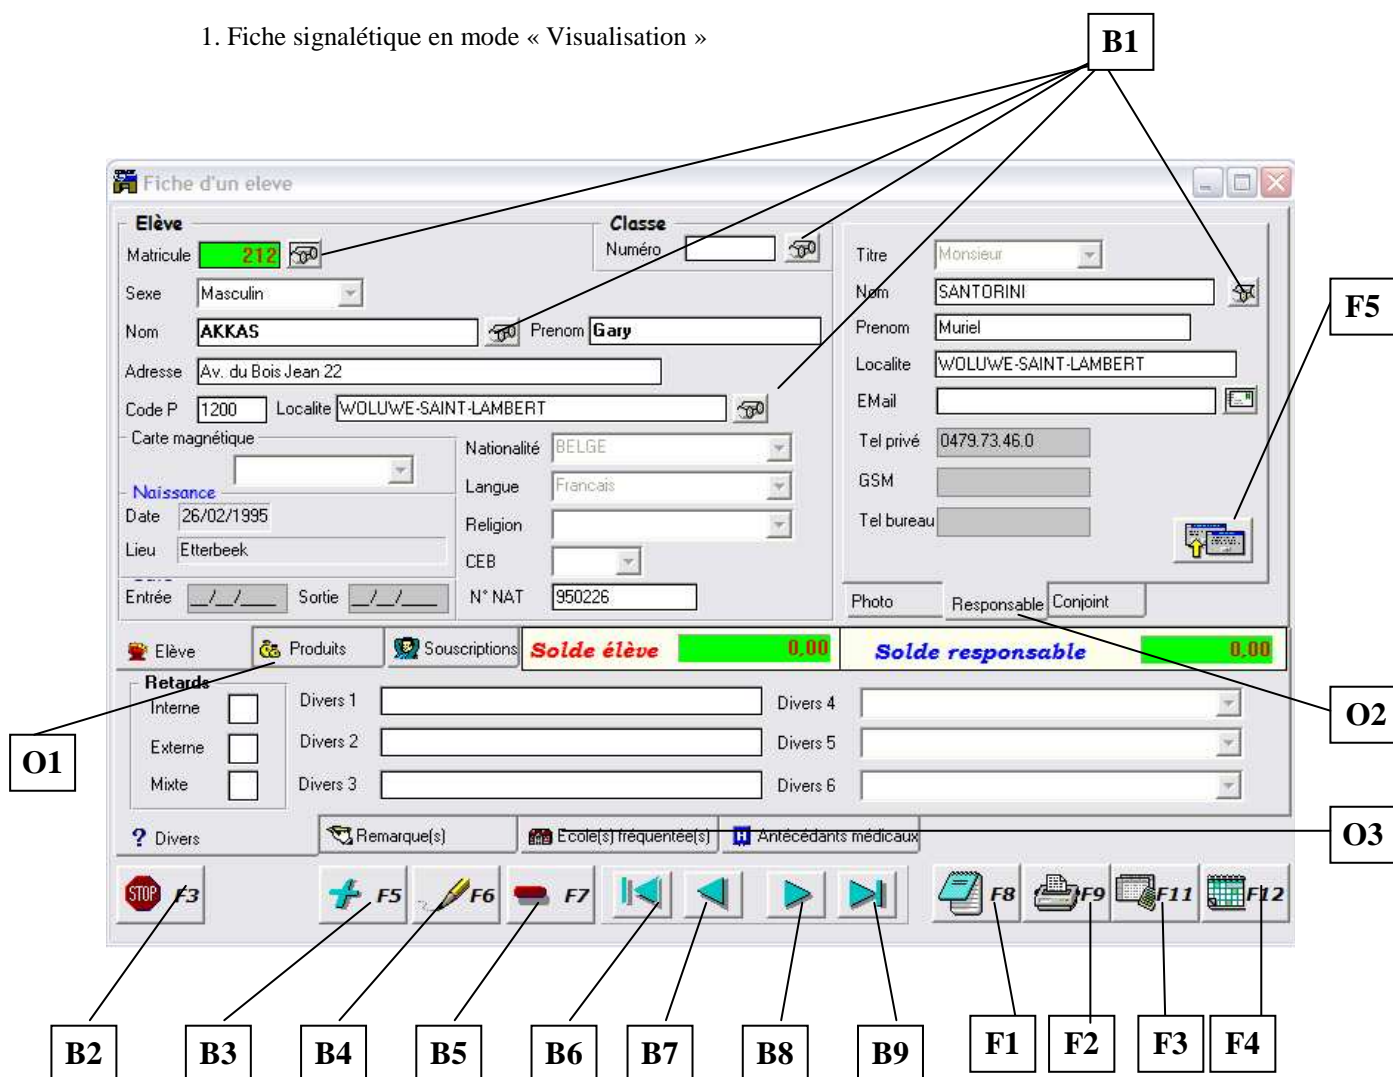 1. Fiche signalétique en mode « Visualisation »
B1
Fiche d'un eleve
Elève
Matricule 212
Classe
Numéro
Sexe Masculin
Nom AKKAS Prenom Gary
Adresse Av. du Bois Jean 22
Code P 1200 Localite WOLUWE-SAINT-LAMBERT
Carte magnétique
Naissance
Date 26/02/1995
Lieu Etterbeek
Entrée __/__/____ Sortie __/__/____
Nationalité BELGE
Langue Francais
Religion
CEB
N° NAT 950226
Titre Monsieur
Nom SANTORINI
Prenom Muriel
Localite WOLUWE-SAINT-LAMBERT
EMail
Tel privé 0479.73.46.0
GSM
Tel bureau
F5
Photo Responsable Conjoint
Elève Produits Souscriptions Solde élève 0,00 Solde responsable 0,00
Retards
Interne
Externe
Mixte
Divers 1
Divers 2
Divers 3
Divers 4
Divers 5
Divers 6
O1
O2
? Divers Remarque(s) Ecole(s) fréquentée(s) H Antécédants médicaux
O3
STOP F3 F5 F6 F7 F8 F9 F11 F12
B2 B3 B4 B5 B6 B7 B8 B9 F1 F2 F3 F4